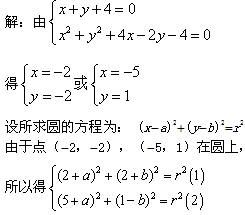 解：由{x+y+4=0
x²+y²+4x-2y-4=0
得{x=-2
y=-2或{x=-5
y=1
设所求圆的方程为：(x-a)²+(y-b)²=r²
由于点（-2，-2），（-5，1）在圆上，
所以得{(2+a)²+(2+b)²=r²(1)
(5+a)²+(1-b)²=r²(2)